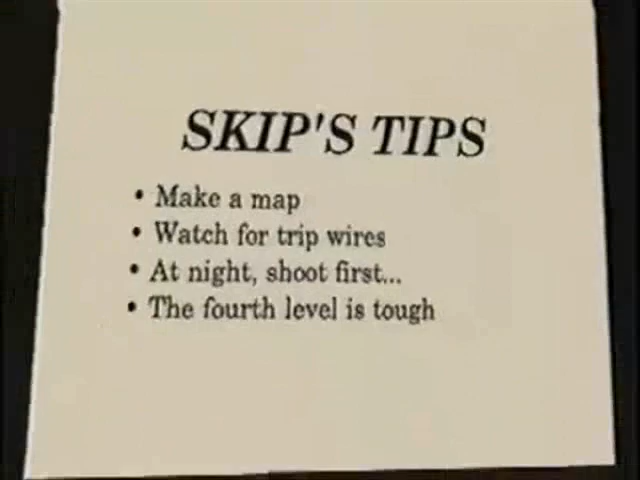 SKIP'S TIPS
• Make a map
• Watch for trip wires
• At night, shoot first...
• The fourth level is tough